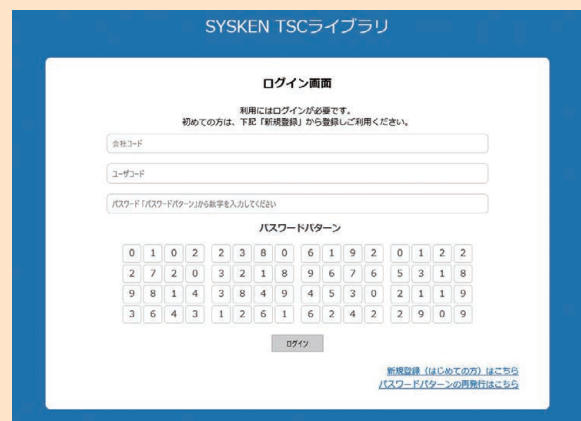 SYSKEN TSCライブラリ
ログイン画面
利用にはログインが必要です。
初めての方は、下記「新規登録」から登録しご利用ください。
会社コード
ユーザコード
パスワード「パスワードパターン」から数字を入力してください
パスワードパターン
0 1 0 2 2 3 8 0 6 1 9 2 0 1 2 2
2 7 2 0 3 2 1 8 9 6 7 6 5 3 1 8
9 8 1 4 3 8 4 9 4 5 3 0 2 1 1 9
3 6 4 3 1 2 6 1 6 2 4 2 2 9 0 9
ログイン
新規登録（はじめての方）はこちら
パスワードパターンの再発行はこちら